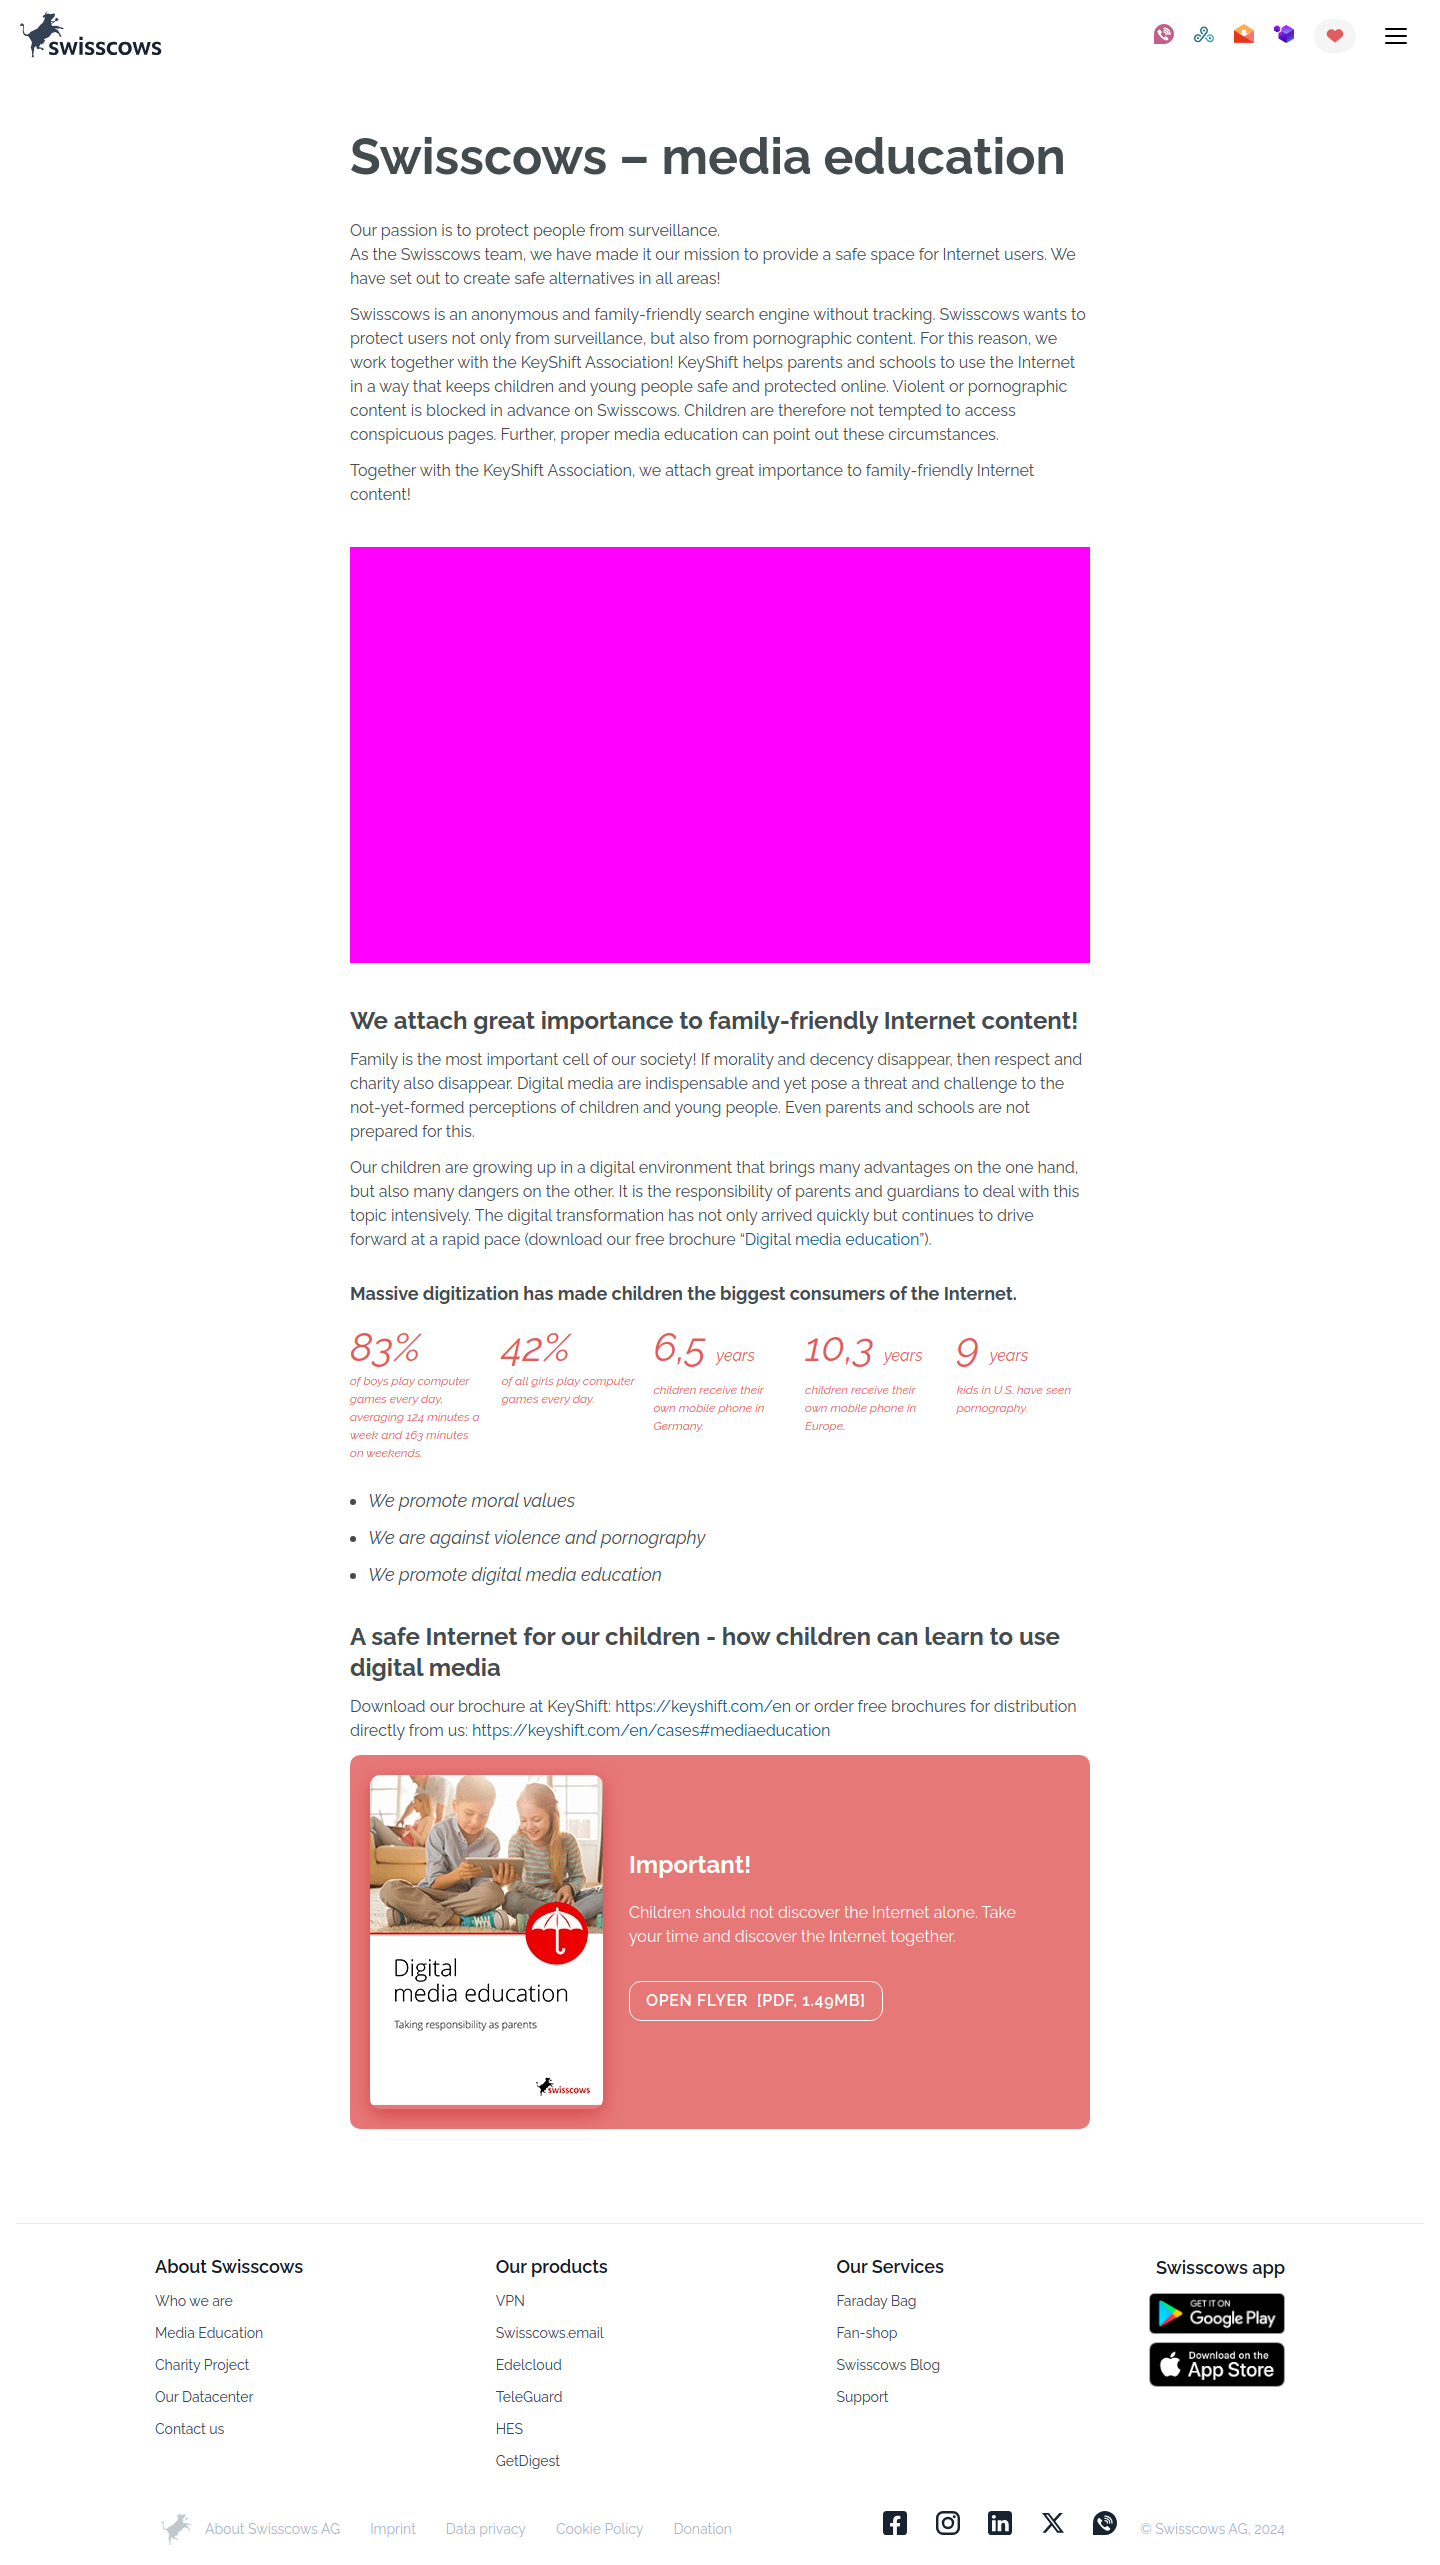 swisscows
Swisscows – media education
Our passion is to protect people from surveillance.
As the Swisscows team, we have made it our mission to provide a safe space for Internet users. We
have set out to create safe alternatives in all areas!
Swisscows is an anonymous and family-friendly search engine without tracking. Swisscows wants to
protect users not only from surveillance, but also from pornographic content. For this reason, we
work together with the KeyShift Association! KeyShift helps parents and schools to use the Internet
in a way that keeps children and young people safe and protected online. Violent or pornographic
content is blocked in advance on Swisscows. Children are therefore not tempted to access
conspicuous pages. Further, proper media education can point out these circumstances.
Together with the KeyShift Association, we attach great importance to family-friendly Internet
content!
We attach great importance to family-friendly Internet content!
Family is the most important cell of our society! If morality and decency disappear, then respect and
charity also disappear. Digital media are indispensable and yet pose a threat and challenge to the
not-yet-formed perceptions of children and young people. Even parents and schools are not
prepared for this.
Our children are growing up in a digital environment that brings many advantages on the one hand,
but also many dangers on the other. It is the responsibility of parents and guardians to deal with this
topic intensively. The digital transformation has not only arrived quickly but continues to drive
forward at a rapid pace (download our free brochure “Digital media education”).
Massive digitization has made children the biggest consumers of the Internet.
83%
of boys play computer
games every day,
averaging 124 minutes a
week and 163 minutes
on weekends.
42%
of all girls play computer
games every day.
6,5 years
children receive their
own mobile phone in
Germany.
10,3 years
children receive their
own mobile phone in
Europe.
9 years
kids in U.S. have seen
pornography.
• We promote moral values
• We are against violence and pornography
• We promote digital media education
A safe Internet for our children - how children can learn to use
digital media
Download our brochure at KeyShift: https://keyshift.com/en or order free brochures for distribution
directly from us: https://keyshift.com/en/cases#mediaeducation
Digital
media education
Taking responsibility as parents
swisscows
Important!
Children should not discover the Internet alone. Take
your time and discover the Internet together.
OPEN FLYER [PDF, 1.49MB]
About Swisscows
Who we are
Media Education
Charity Project
Our Datacenter
Contact us
Our products
VPN
Swisscows.email
Edelcloud
TeleGuard
HES
GetDigest
Our Services
Faraday Bag
Fan-shop
Swisscows Blog
Support
Swisscows app
GET IT ON
Google Play
Download on the
App Store
About Swisscows AG Imprint Data privacy Cookie Policy Donation
© Swisscows AG, 2024